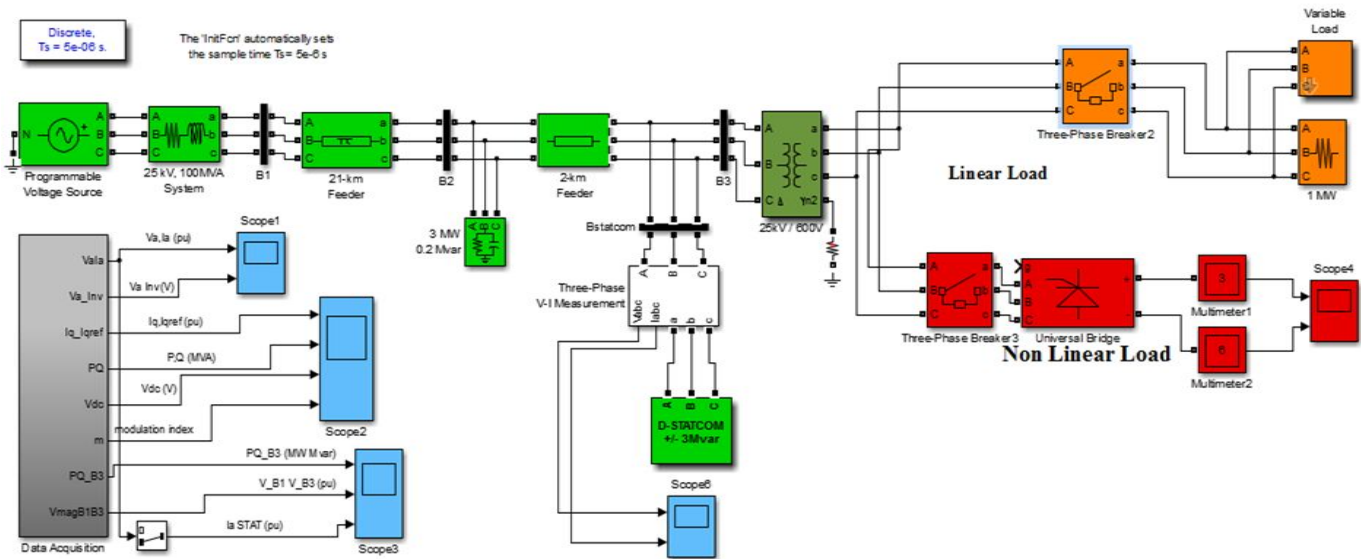 Discrete,
Ts = 5e-06 s.
The 'InitFcn' automatically sets
the sample time Ts= 5e-6 s
Variable
Load
A
B
A
B
C
a
b
c
Three-Phase Breaker2
A
B
C
1 MW
Linear Load
N
A
B
C
Programmable
Voltage Source
A
B
C
a
b
c
25 kV, 100MVA
System
B1
A
B
C
a
b
c
21-km
Feeder
B2
A
B
C
3 MW
0.2 Mvar
2-km
Feeder
B3
A
B
C
Δ
a
b
c
Yn2
25kV / 600V
Bstatcom
Three-Phase
V-I Measurement
A
B
C
Vabc
Iabc
a
b
c
A
B
C
D-STATCOM
+/- 3Mvar
Scope6
A
B
C
a
b
c
Three-Phase Breaker3
g
A
B
C
+
-
Universal Bridge
Non Linear Load
3
Multimeter1
6
Multimeter2
Scope4
VaIa
Va_Inv
Iq_Iqref
PQ
Vdc
m
PQ_B3
VmagB1B3
Data Acquisition
Va,Ia (pu)
Va Inv(V)
Scope1
Iq,Iqref (pu)
P,Q (MVA)
Vdc (V)
modulation index
Scope2
PQ_B3 (MW Mvar)
V_B1 V_B3 (pu)
Ia STAT (pu)
Scope3